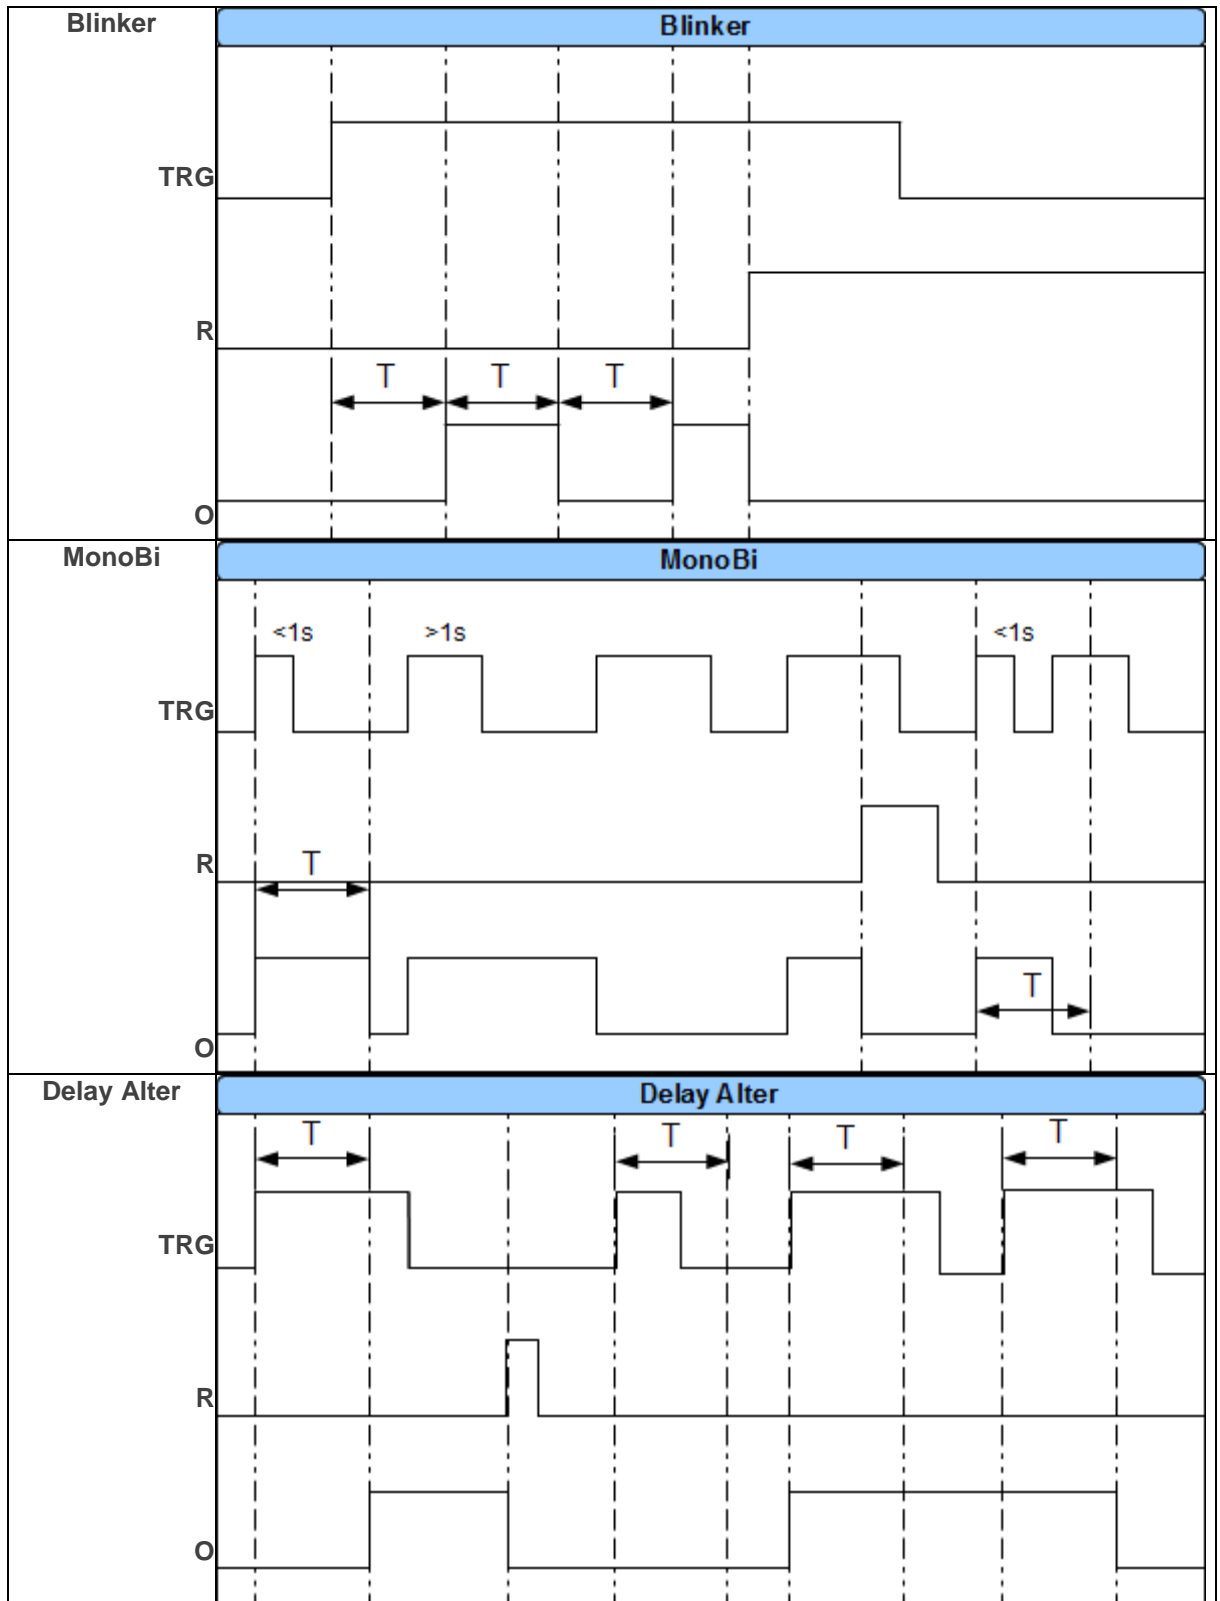 Blinker
Blinker
TRG
R
T T T
O
MonoBi
MonoBi
<1s >1s <1s
TRG
R
T
T
O
Delay Alter
Delay Alter
T T T T
TRG
R
O